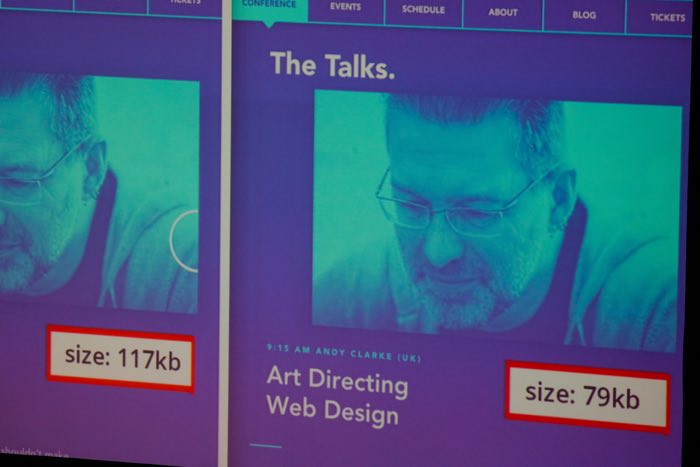 TICKETS
CONFERENCE
EVENTS
SCHEDULE
ABOUT
BLOG
TICKETS
The Talks.
size: 117kb
9:15 AM ANDY CLARKE (UK)
Art Directing
Web Design
size: 79kb
shouldn't make